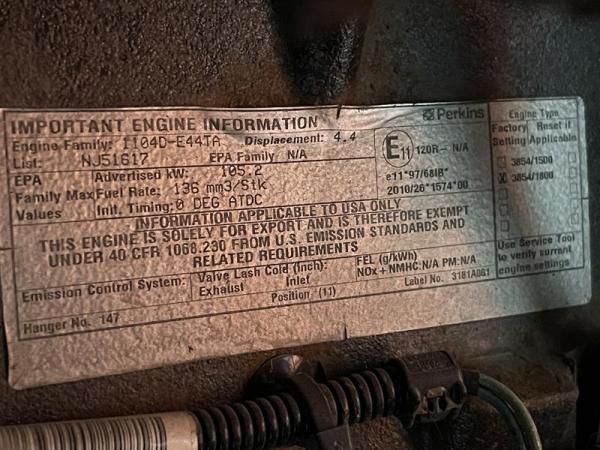 IMPORTANT ENGINE INFORMATION
Perkins
Engine Family: 1104D-E44TA Displacement: 4.4
List: NJ51617 EPA Family N/A
EPA Family Max Values
Advertised kW: 105.2
Fuel Rate: 136 mm3/Stk
Init. Timing: 0 DEG ATDC
E11 120R- N/A
e11*97/68IB*
2010/26*1574*00
Engine Type
Factory Setting
Reset if Applicable
3854/1500
X 3854/1800
INFORMATION APPLICABLE TO USA ONLY
THIS ENGINE IS SOLELY FOR EXPORT AND IS THEREFORE EXEMPT
UNDER 40 CFR 1068.230 FROM U.S. EMISSION STANDARDS AND
RELATED REQUIREMENTS
Use Service Tool
to verify current
engine settings
Emission Control System:
Valve Lash Cold (Inch):
Exhaust Inlet
FEL (g/kWh)
NOx + NMHC: N/A PM: N/A
Hanger No. 147
Position (11)
Label No. 3181A081